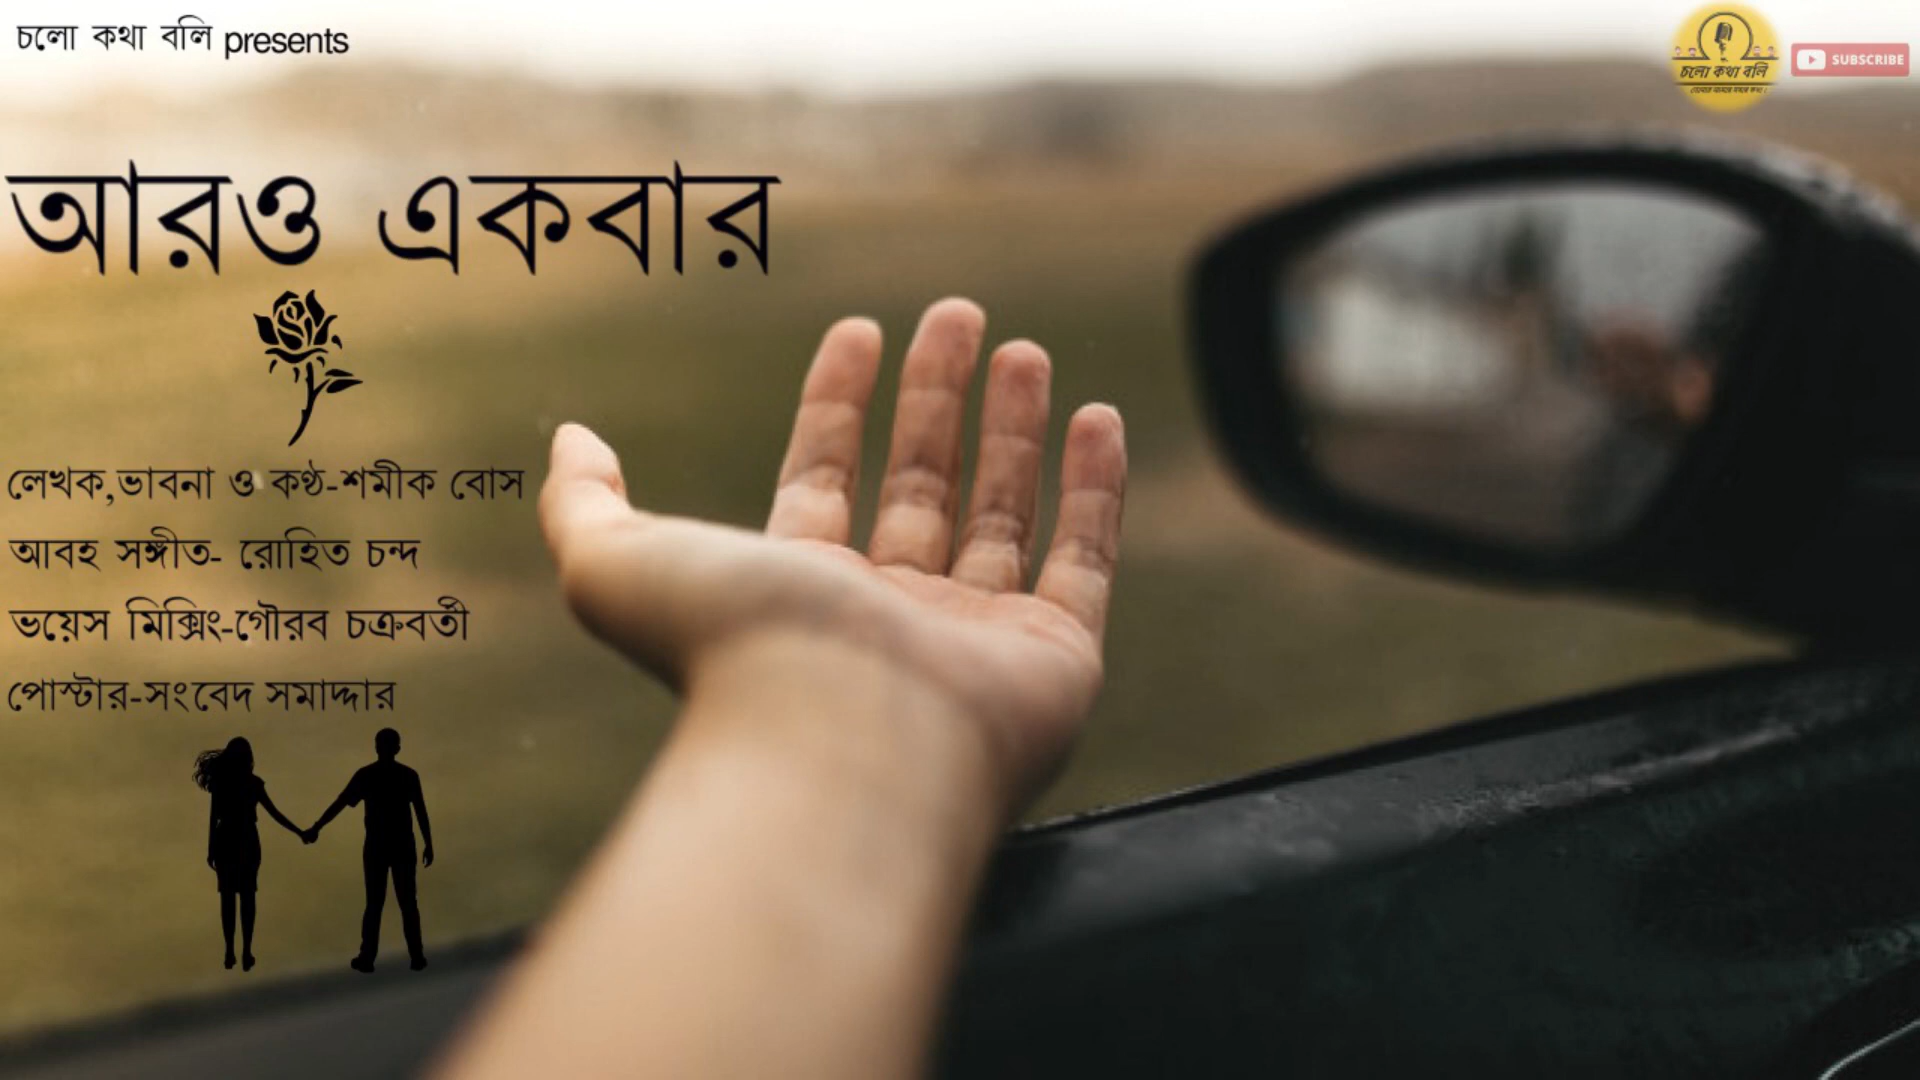 চলো কথা বলি presents
চলো কথা বলি
SUBSCRIBE
আরও একবার
লেখক,ভাবনা ও কণ্ঠ-শমীক বোস
আবহ সঙ্গীত- রোহিত চন্দ
ভয়েস মিক্সিং-গৌরব চক্রবর্তী
পোস্টার-সংবেদ সমাদ্দার